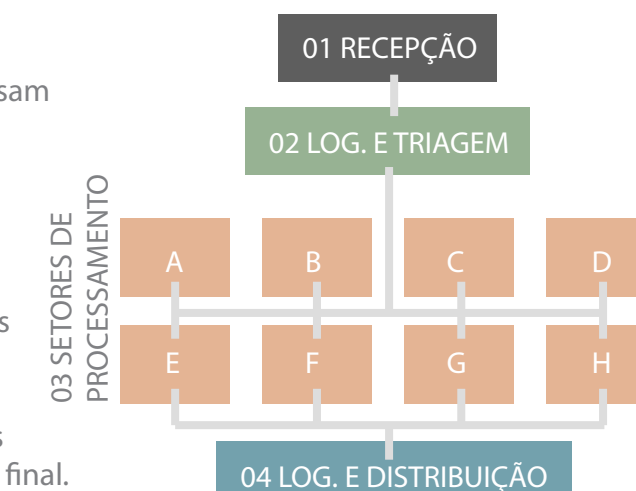 01 RECEPÇÃO
sam
02 LOG. E TRIAGEM
03 SETORES DE
PROCESSAMENTO
A B C D
s
E F G H
s
final.
04 LOG. E DISTRIBUIÇÃO